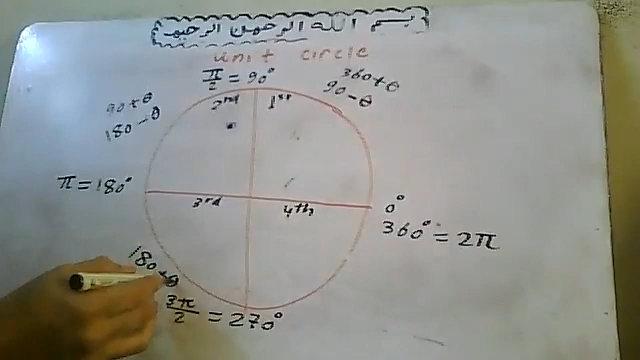 بسم الله الرحمن الرحيم
unit circle
π/2 = 90°
360+θ
90-θ
2nd
1st
90+θ
180-θ
π = 180°
3rd
4th
0°
360° = 2π
180+θ
3π/2 = 270°